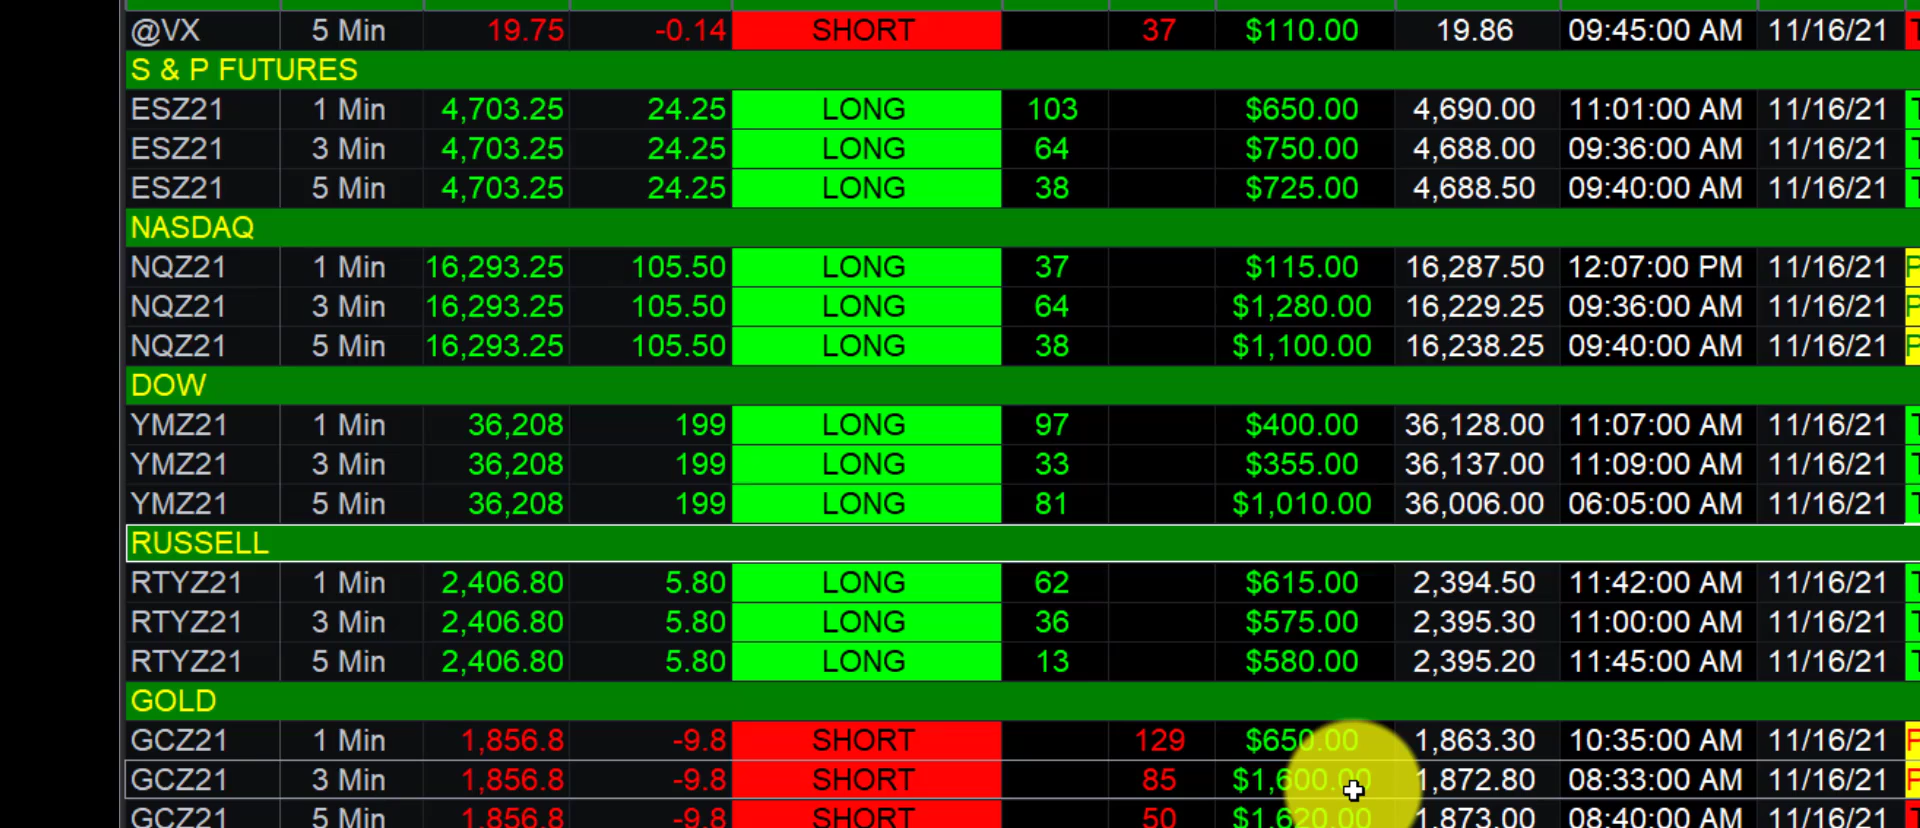 @VX 5 Min 19.75 -0.14 SHORT 37 $110.00 19.86 09:45:00 AM 11/16/21
S & P FUTURES
ESZ21 1 Min 4,703.25 24.25 LONG 103 $650.00 4,690.00 11:01:00 AM 11/16/21
ESZ21 3 Min 4,703.25 24.25 LONG 64 $750.00 4,688.00 09:36:00 AM 11/16/21
ESZ21 5 Min 4,703.25 24.25 LONG 38 $725.00 4,688.50 09:40:00 AM 11/16/21
NASDAQ
NQZ21 1 Min 16,293.25 105.50 LONG 37 $115.00 16,287.50 12:07:00 PM 11/16/21
NQZ21 3 Min 16,293.25 105.50 LONG 64 $1,280.00 16,229.25 09:36:00 AM 11/16/21
NQZ21 5 Min 16,293.25 105.50 LONG 38 $1,100.00 16,238.25 09:40:00 AM 11/16/21
DOW
YMZ21 1 Min 36,208 199 LONG 97 $400.00 36,128.00 11:07:00 AM 11/16/21
YMZ21 3 Min 36,208 199 LONG 33 $355.00 36,137.00 11:09:00 AM 11/16/21
YMZ21 5 Min 36,208 199 LONG 81 $1,010.00 36,006.00 06:05:00 AM 11/16/21
RUSSELL
RTYZ21 1 Min 2,406.80 5.80 LONG 62 $615.00 2,394.50 11:42:00 AM 11/16/21
RTYZ21 3 Min 2,406.80 5.80 LONG 36 $575.00 2,395.30 11:00:00 AM 11/16/21
RTYZ21 5 Min 2,406.80 5.80 LONG 13 $580.00 2,395.20 11:45:00 AM 11/16/21
GOLD
GCZ21 1 Min 1,856.8 -9.8 SHORT 129 $650.00 1,863.30 10:35:00 AM 11/16/21
GCZ21 3 Min 1,856.8 -9.8 SHORT 85 $1,600.00 1,872.80 08:33:00 AM 11/16/21
GCZ21 5 Min 1,856.8 -9.8 SHORT 50 $1,620.00 1,873.00 08:40:00 AM 11/16/21